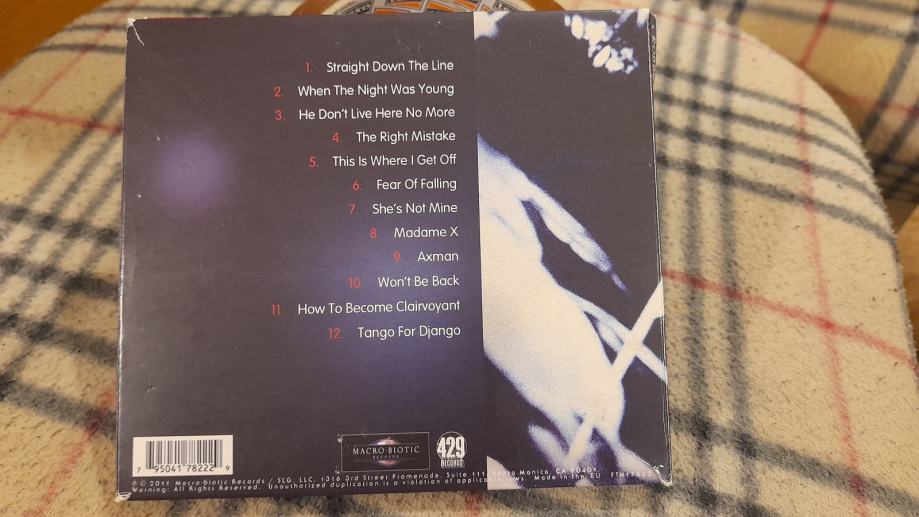 1. Straight Down The Line
2. When The Night Was Young
3. He Don't Live Here No More
4. The Right Mistake
5. This Is Where I Get Off
6. Fear Of Falling
7. She's Not Mine
8. Madame X
9. Axman
10. Won't Be Back
11. How To Become Clairvoyant
12. Tango For Django
MACRO-BIOTIC
RECORDS
429
RECORDS
7 95041 78222 9
℗ © 2011 Macro-biotic Records / SLG, LLC. 1316 3rd Street Promenade, Suite 111, Santa Monica, CA 90401.
Warning: All Rights Reserved. Unauthorized duplication is a violation of applicable laws. Made in the EU